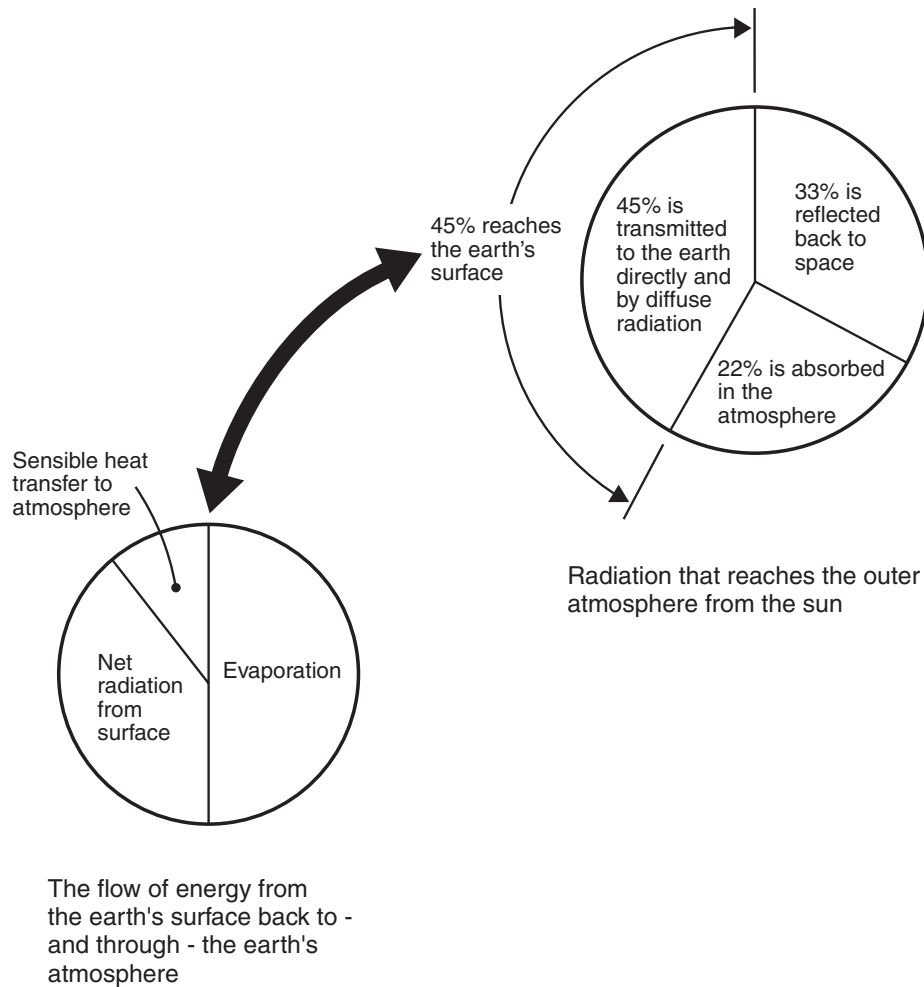 45% reaches
the earth's
surface
45% is
transmitted
to the earth
directly and
by diffuse
radiation
33% is
reflected
back to
space
22% is absorbed
in the
atmosphere
Radiation that reaches the outer
atmosphere from the sun
Sensible heat
transfer to
atmosphere
Net
radiation
from
surface
Evaporation
The flow of energy from
the earth's surface back to -
and through - the earth's
atmosphere